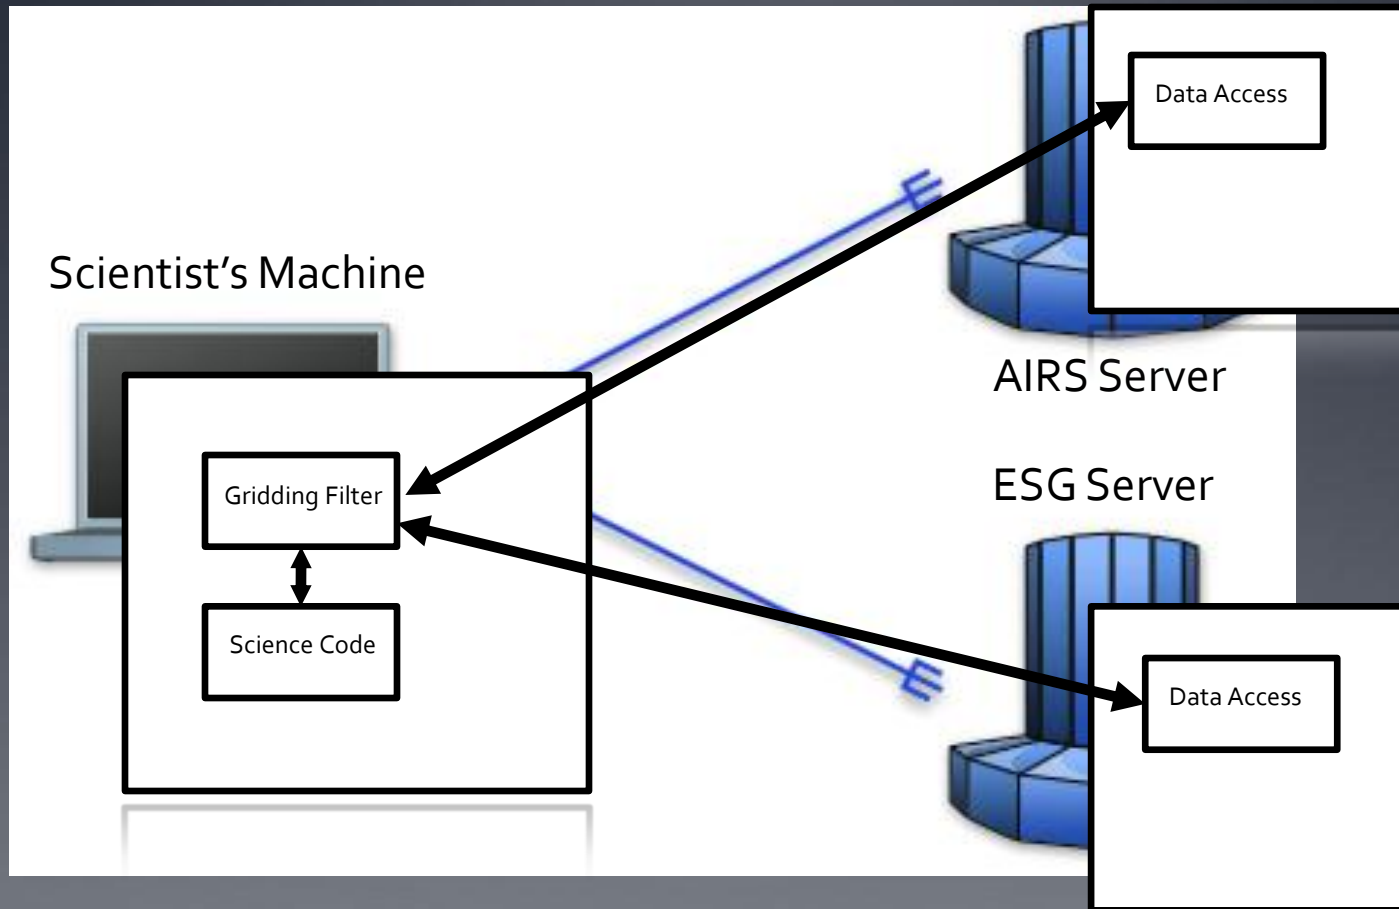 Data Access
Scientist's Machine
AIRS Server
Gridding Filter
ESG Server
Science Code
Data Access